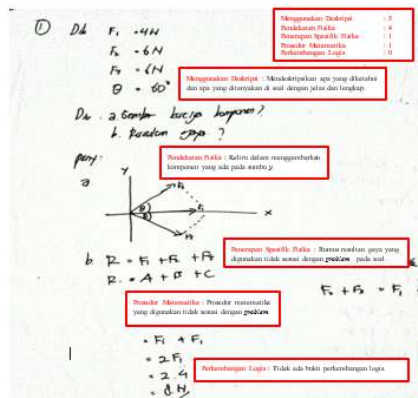 ① Dik F₁ = 4N
F₂ = 6N
F₃ = 6N
θ = 60°
Menggunakan Deskripsi : 3
Pendekatan Fisika : 4
Penerapan Spesifik Fisika : 1
Prosedur Matematika : 1
Perkembangan Logis : 0
Menggunakan Deskripsi : Mendeskripsikan apa yang diketahui
dan apa yang ditanyakan di soal dengan jelas dan lengkap.
Dit. a. Gambar komponen?
b. Resultan gaya ?
peny:
Pendekatan Fisika : Keliru dalam menggambarkan
komponen yang ada pada sumbu y.
a
y
x
b. R = F₁ + F₂ + F₃
R = A + B + C
Penerapan Spesifik Fisika : Rumus resultan gaya yang
digunakan tidak sesuai dengan problem pada soal.
F₂ + F₃ = F₁
Prosedur Matematika : Prosedur matematika
yang digunakan tidak sesuai dengan problem
= F₁ + F₁
= 2F₁
= 2.4
= 8 N
Perkembangan Logis : Tidak ada bukti perkembangan logis